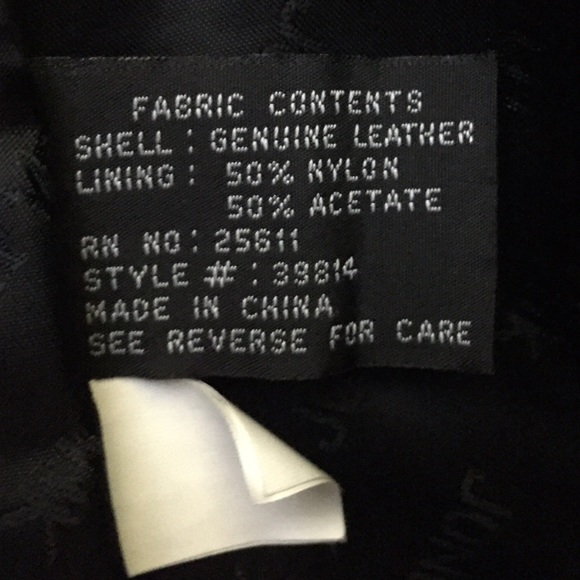 FABRIC CONTENTS
SHELL : GENUINE LEATHER
LINING : 50% NYLON
50% ACETATE
RN NO : 25611
STYLE # : 39814
MADE IN CHINA
SEE REVERSE FOR CARE